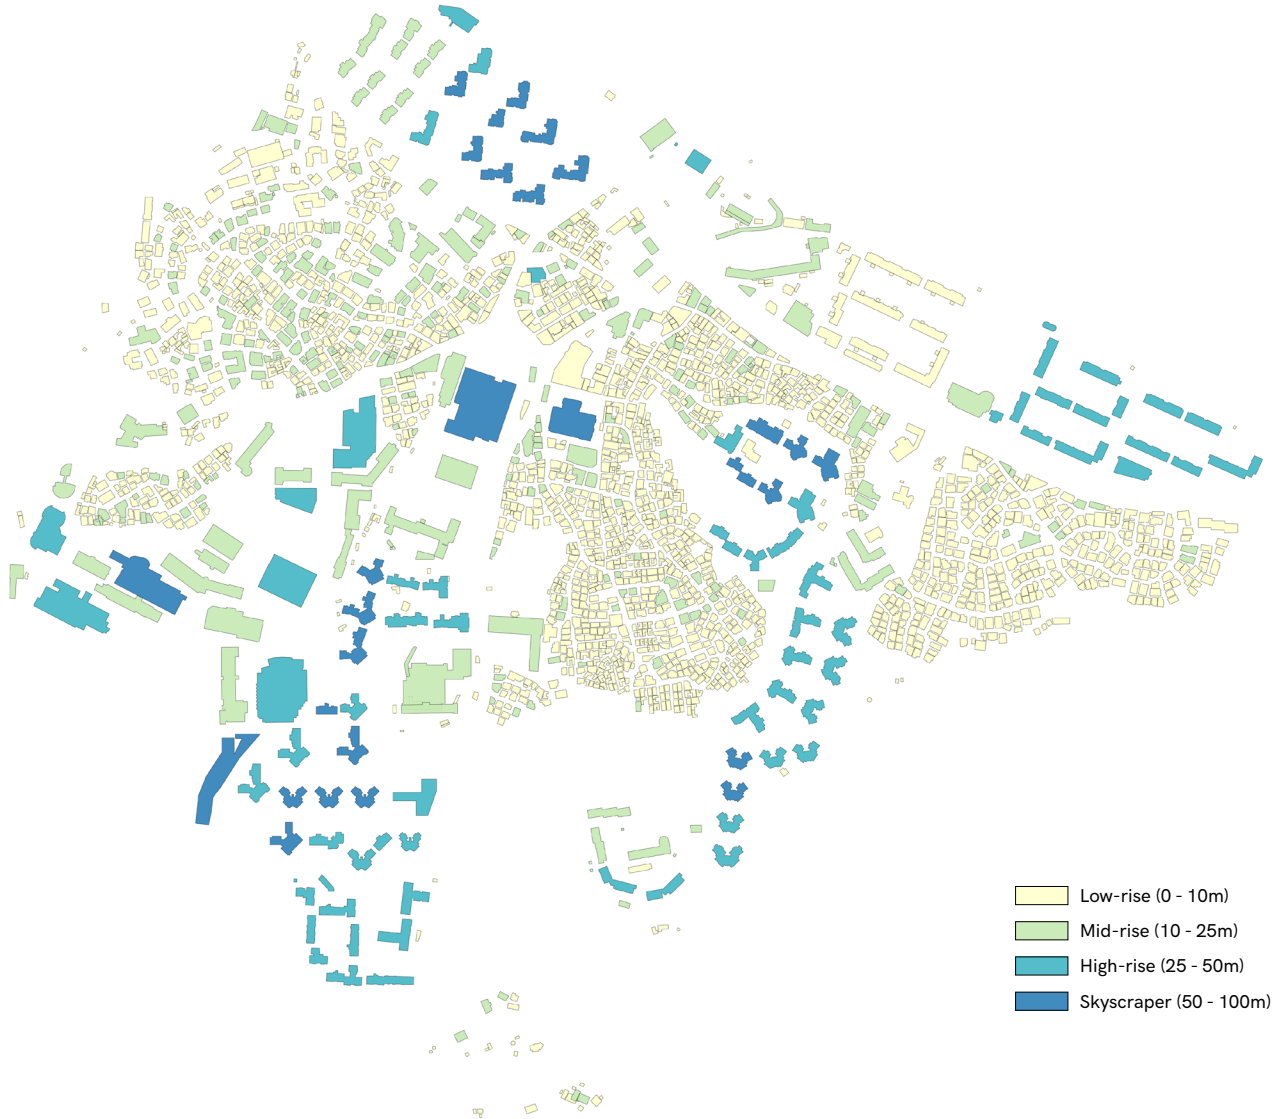 Low-rise (0 - 10m)
Mid-rise (10 - 25m)
High-rise (25 - 50m)
Skyscraper (50 - 100m)